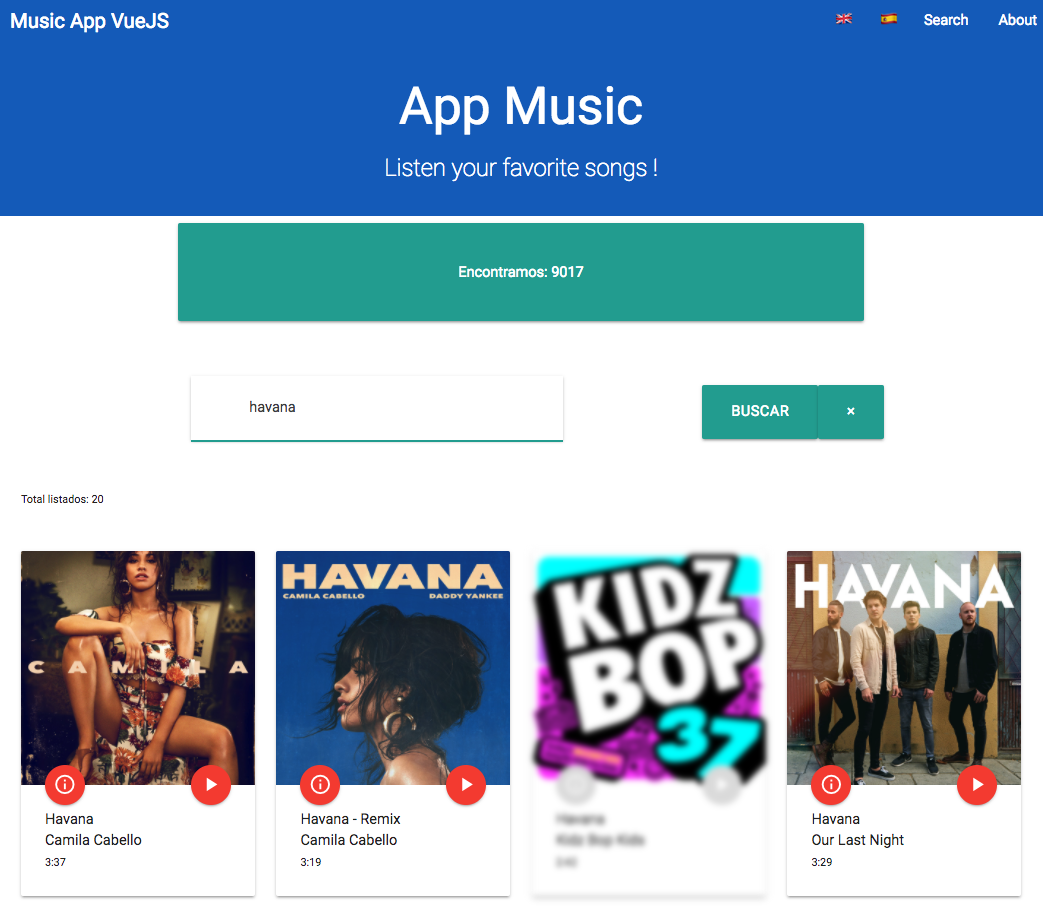 Music App VueJS
Search
About
App Music
Listen your favorite songs !
Encontramos: 9017
havana
BUSCAR
×
Total listados: 20
CAMILA
HAVANA
CAMILA CABELLO
DADDY YANKEE
KIDZ
BOP
37
HAVANA
Havana
Camila Cabello
3:37
Havana - Remix
Camila Cabello
3:19
Havana
Kidz Bop Kids
Havana
Our Last Night
3:29